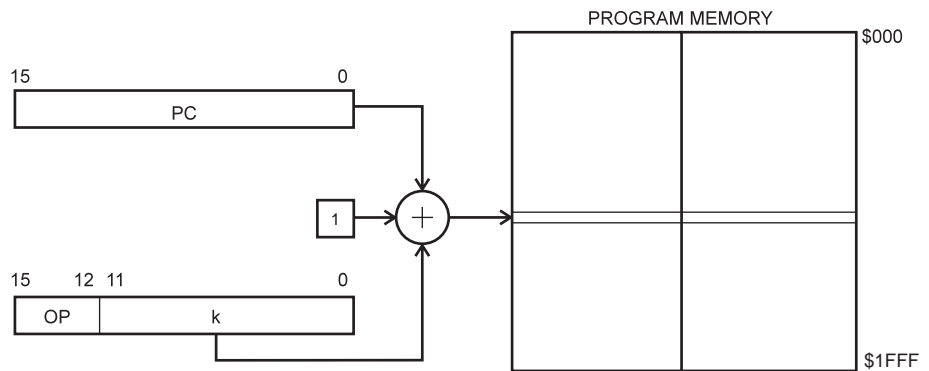 PROGRAM MEMORY
$000
15 0
PC
1
15 12 11 0
OP k
$1FFF